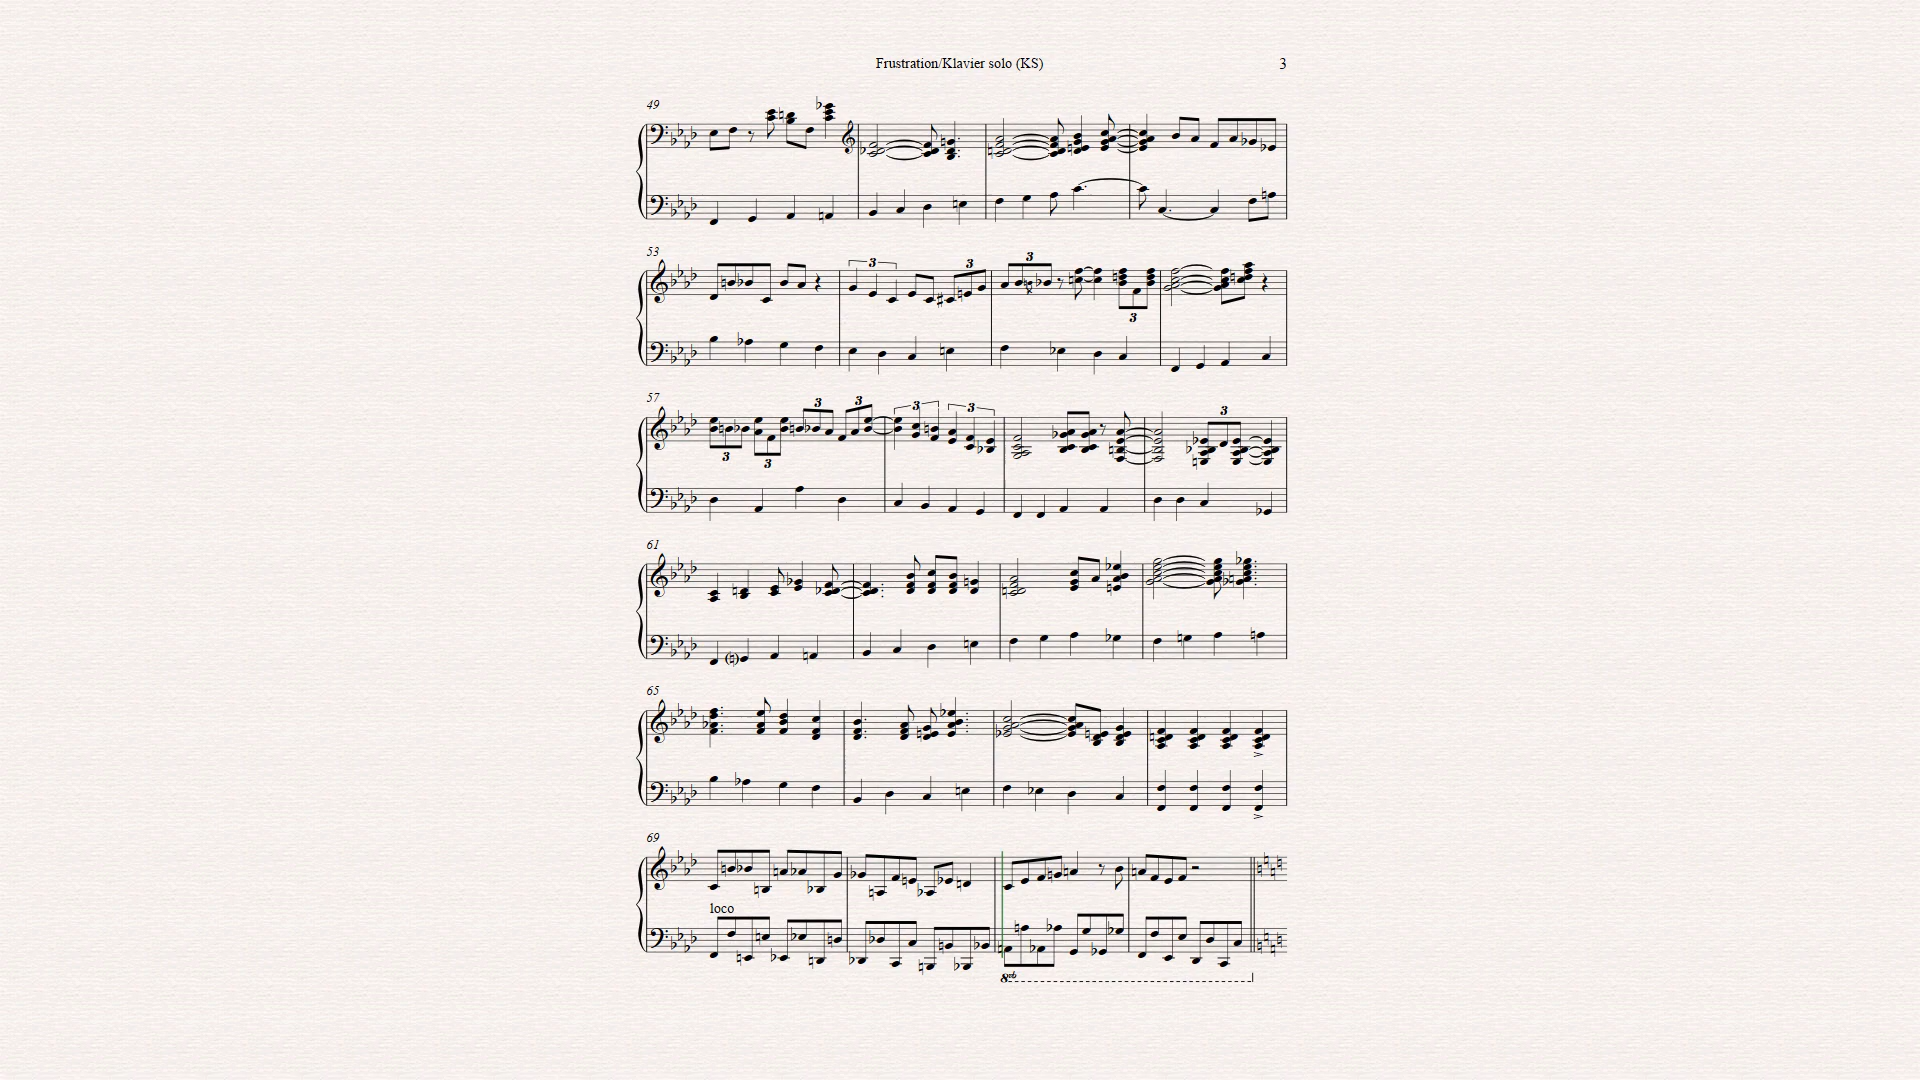 Frustration/Klavier solo (KS) 3
49
53
3 3 3 3
57
3 3 3 3 3
3 3
61
65
69
loco
8vb